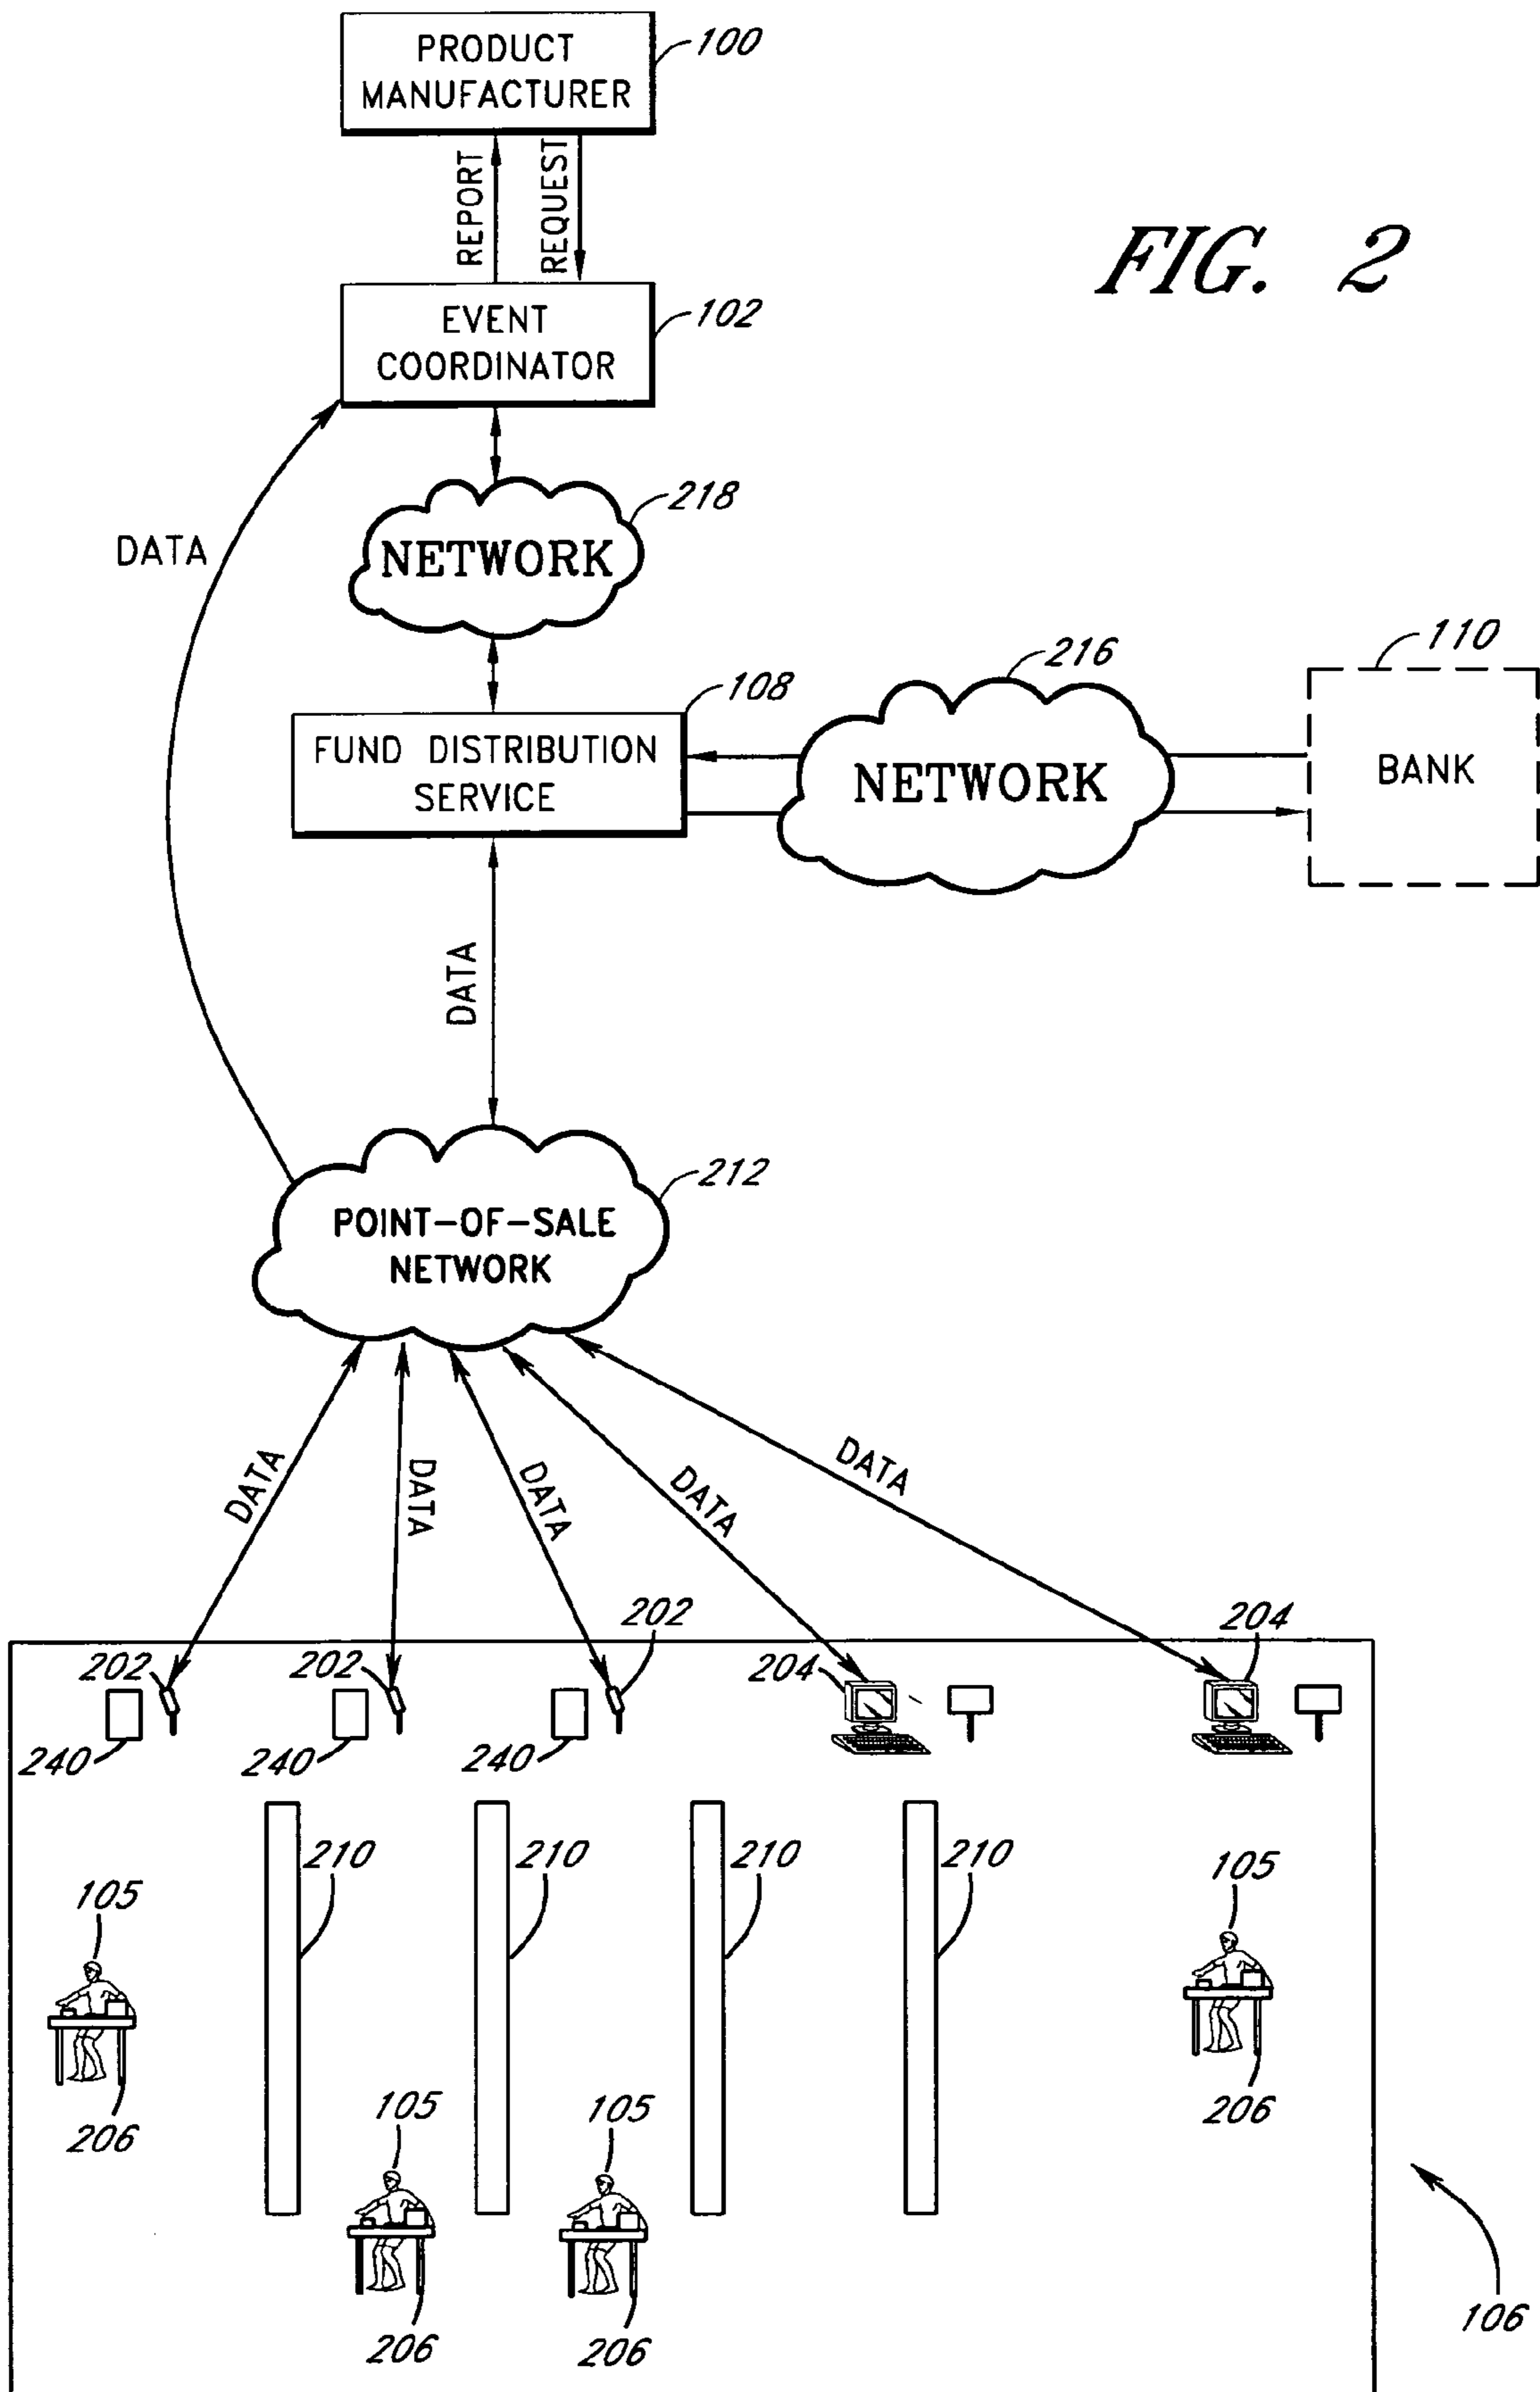 PRODUCT
MANUFACTURER
100
REPORT
REQUEST
FIG. 2
EVENT
COORDINATOR
102
218
NETWORK
DATA
110
216
108
FUND DISTRIBUTION
SERVICE
NETWORK
BANK
DATA
212
POINT-OF-SALE
NETWORK
DATA
DATA
DATA
DATA
DATA
202
202
202
204
204
240
240
240
210
210
210
210
105
105
206
206
105
105
206
206
106